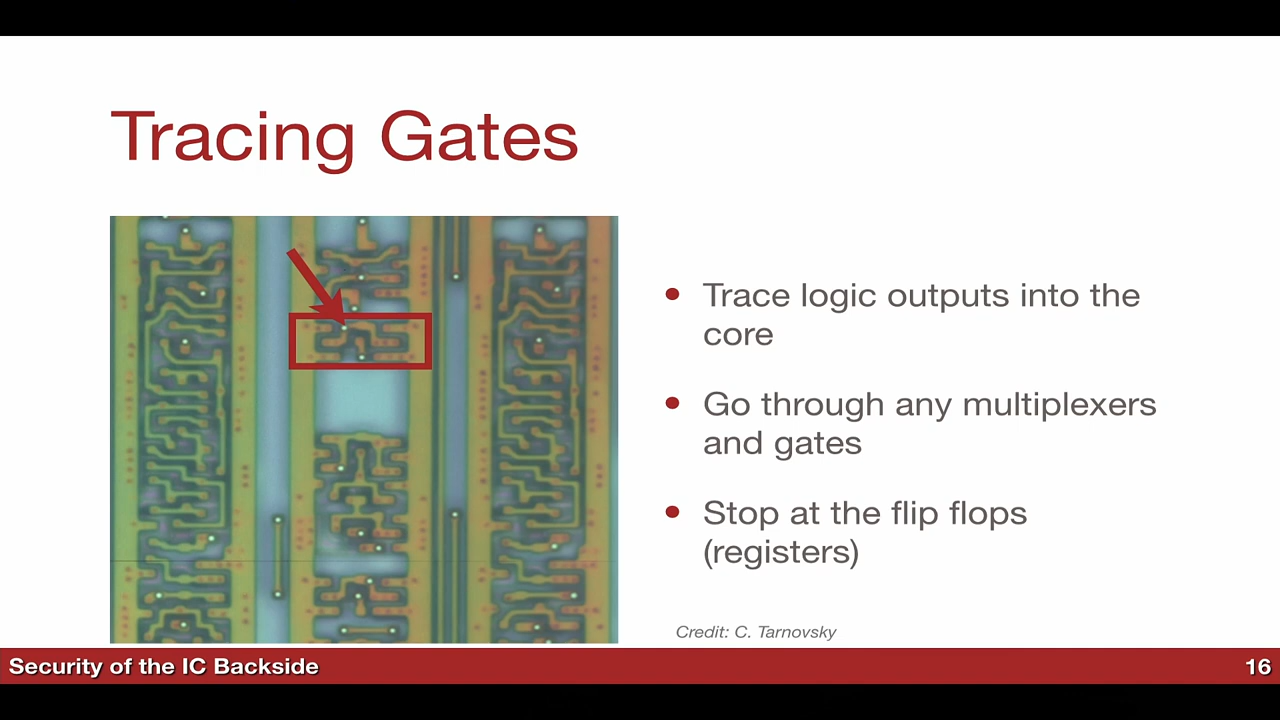 Tracing Gates
• Trace logic outputs into the
core
• Go through any multiplexers
and gates
• Stop at the flip flops
(registers)
Credit: C. Tarnovsky
Security of the IC Backside
16